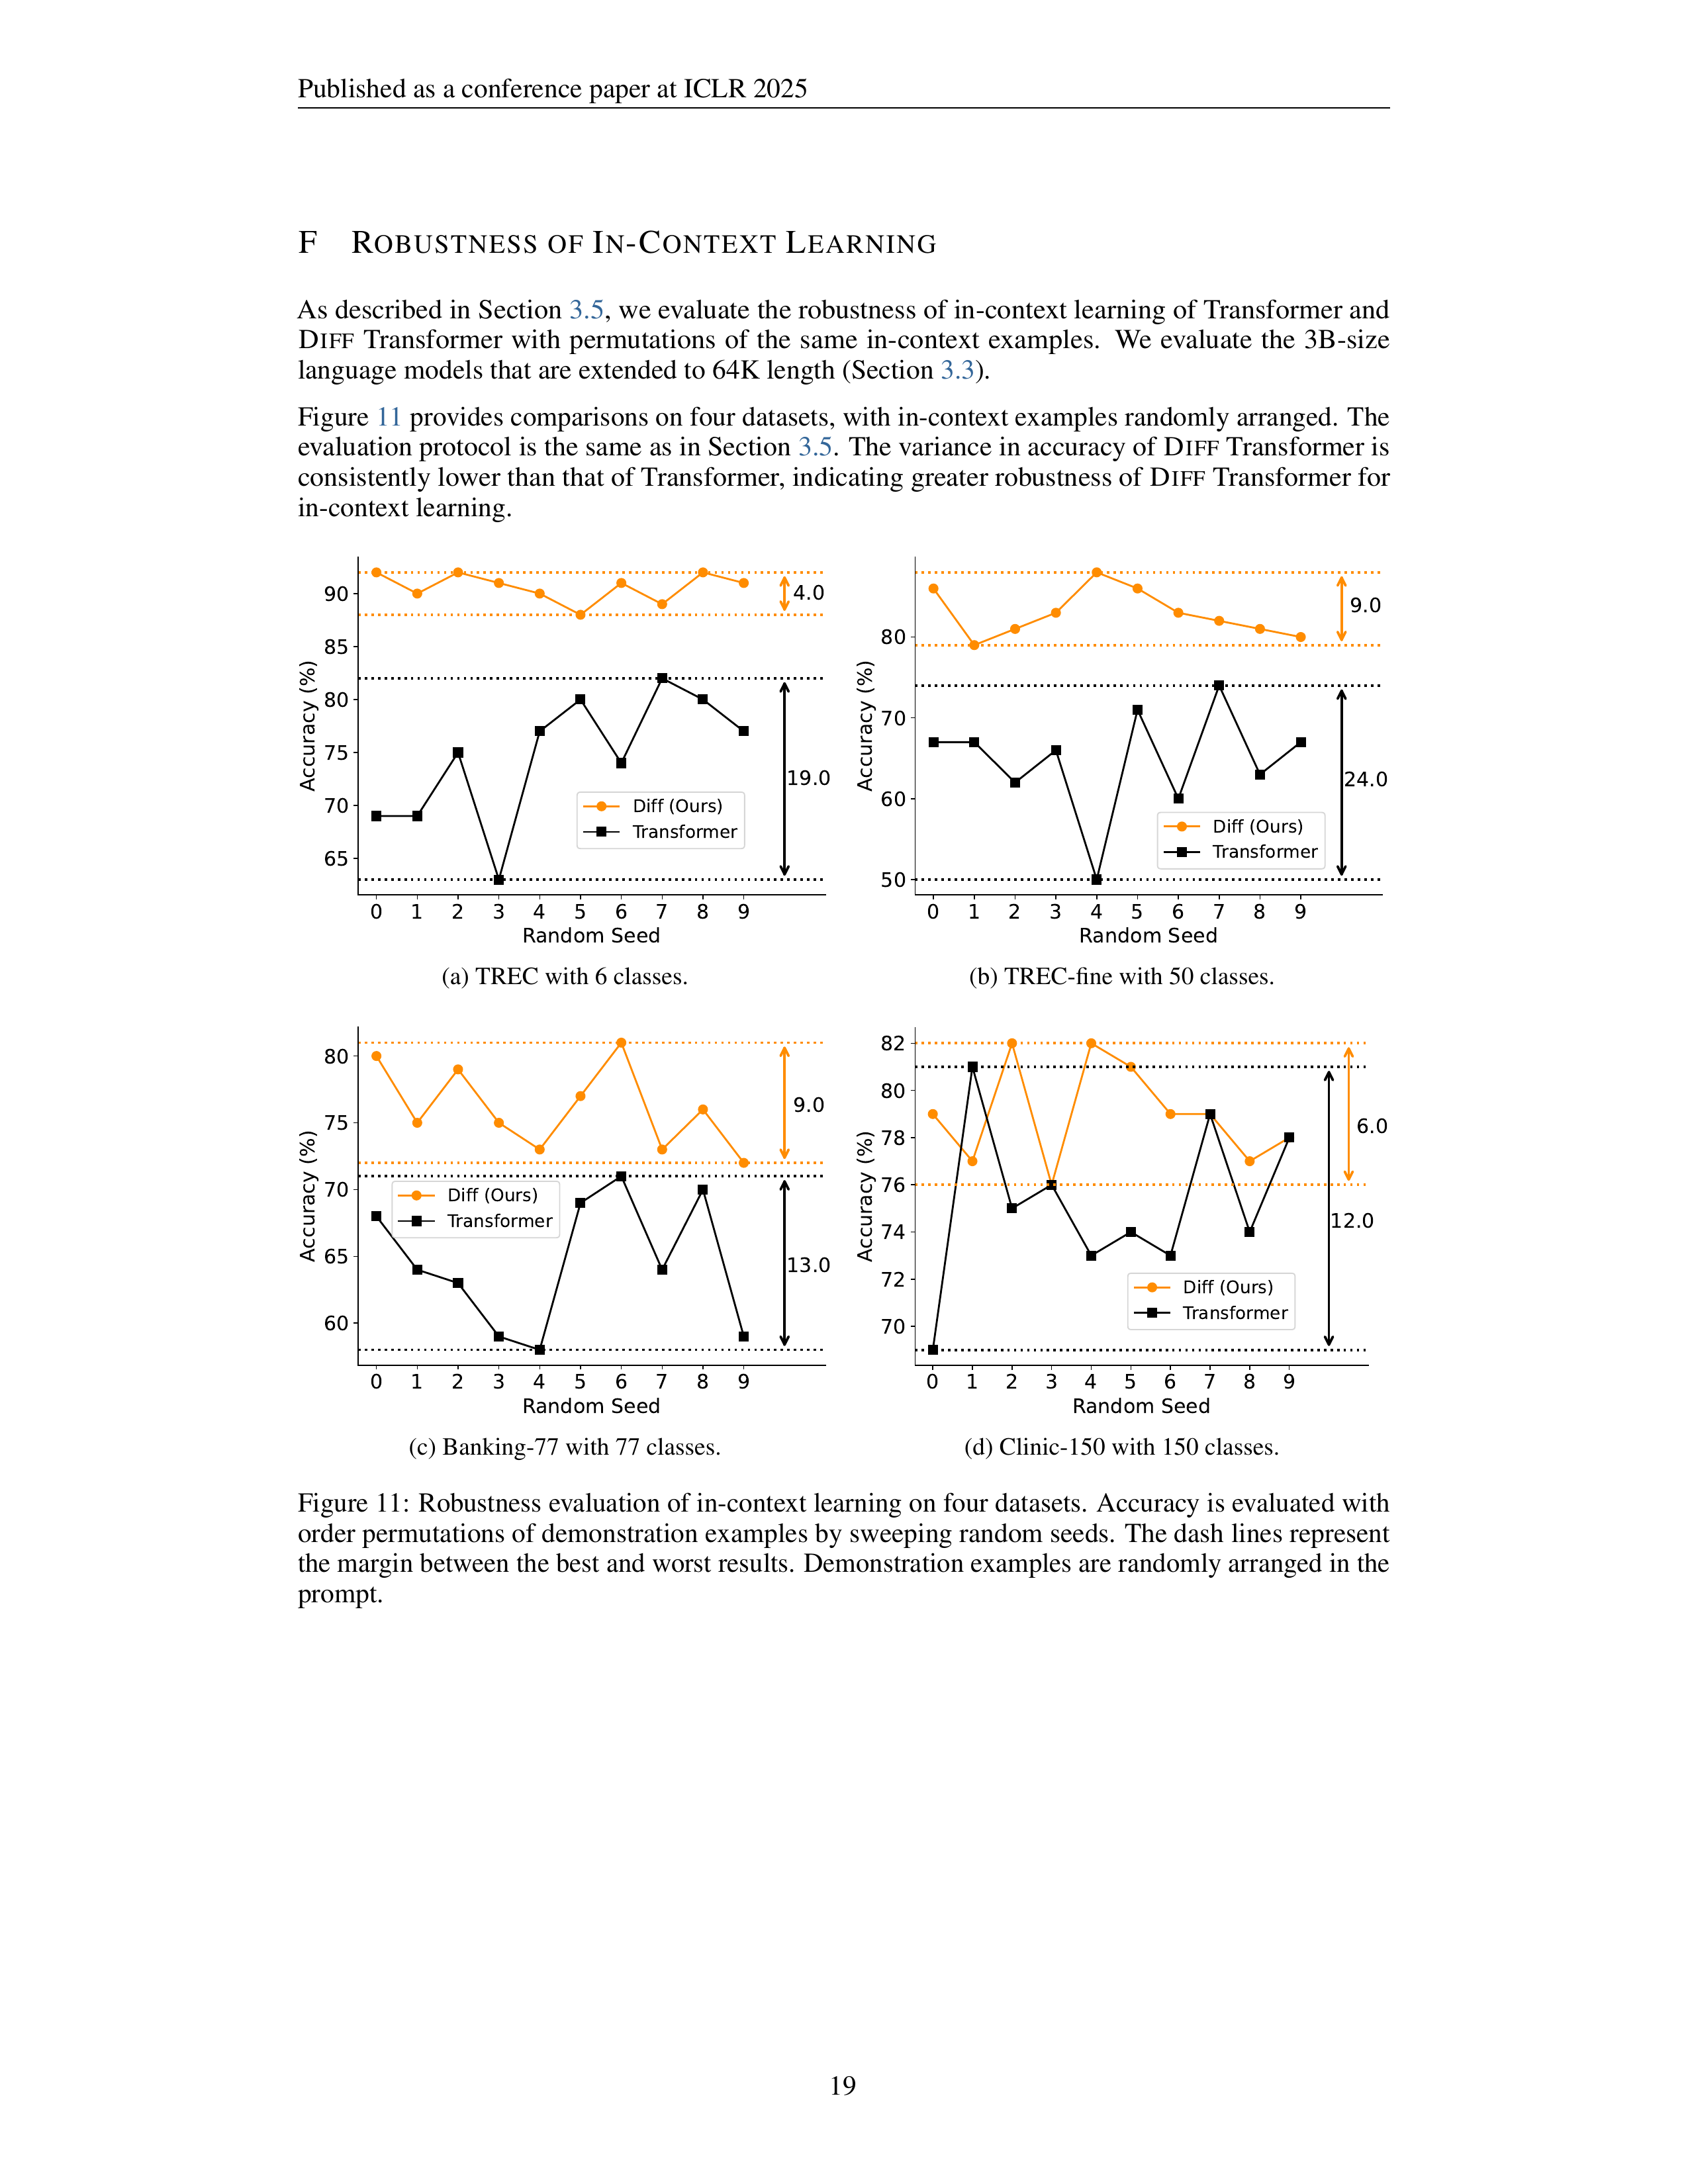 Published as a conference paper at ICLR 2025
F ROBUSTNESS OF IN-CONTEXT LEARNING
As described in Section 3.5, we evaluate the robustness of in-context learning of Transformer and
DIFF Transformer with permutations of the same in-context examples. We evaluate the 3B-size
language models that are extended to 64K length (Section 3.3).
Figure 11 provides comparisons on four datasets, with in-context examples randomly arranged. The
evaluation protocol is the same as in Section 3.5. The variance in accuracy of DIFF Transformer is
consistently lower than that of Transformer, indicating greater robustness of DIFF Transformer for
in-context learning.
Accuracy (%)
90
85
80
75
70
65
4.0
19.0
Diff (Ours)
Transformer
0 1 2 3 4 5 6 7 8 9
Random Seed
(a) TREC with 6 classes.
Accuracy (%)
80
70
60
50
9.0
24.0
Diff (Ours)
Transformer
0 1 2 3 4 5 6 7 8 9
Random Seed
(b) TREC-fine with 50 classes.
Accuracy (%)
80
75
70
65
60
9.0
13.0
Diff (Ours)
Transformer
0 1 2 3 4 5 6 7 8 9
Random Seed
(c) Banking-77 with 77 classes.
Accuracy (%)
82
80
78
76
74
72
70
6.0
12.0
Diff (Ours)
Transformer
0 1 2 3 4 5 6 7 8 9
Random Seed
(d) Clinic-150 with 150 classes.
Figure 11: Robustness evaluation of in-context learning on four datasets. Accuracy is evaluated with
order permutations of demonstration examples by sweeping random seeds. The dash lines represent
the margin between the best and worst results. Demonstration examples are randomly arranged in the
prompt.
19